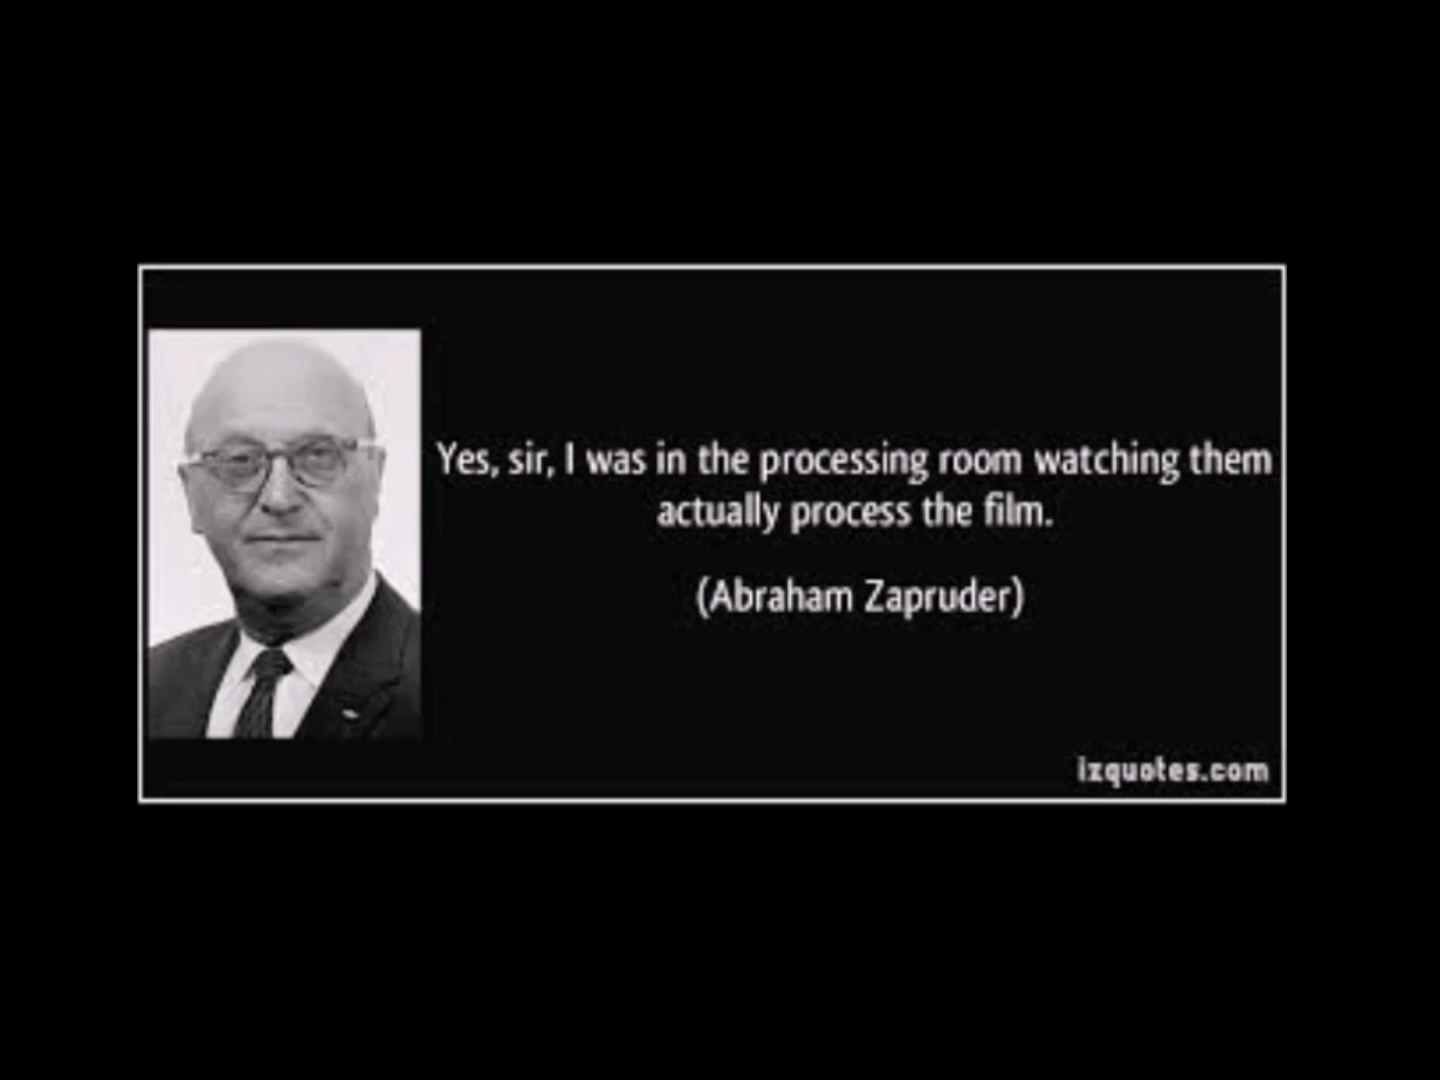 Yes, sir, I was in the processing room watching them
actually process the film.
(Abraham Zapruder)
izquotes.com